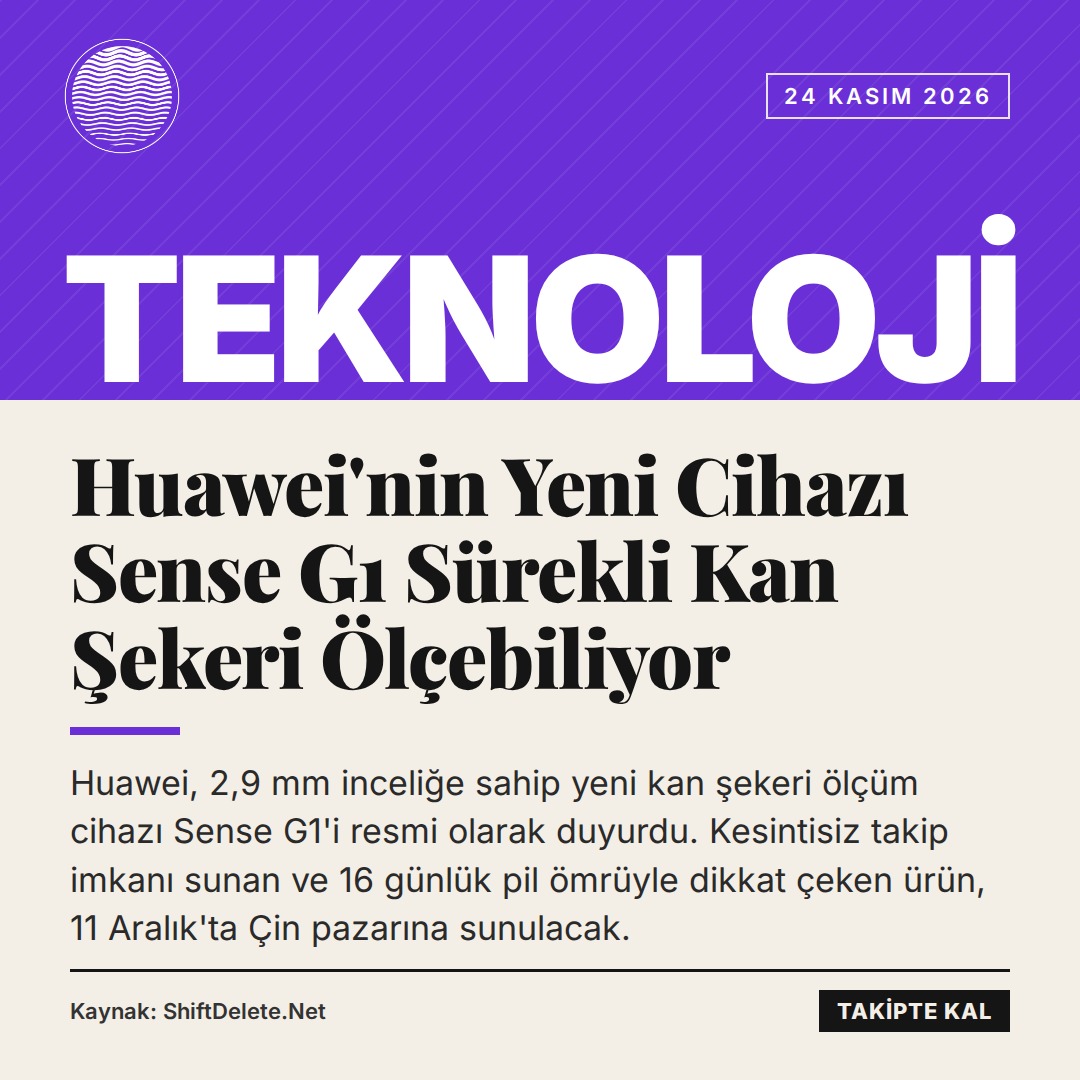 24 KASIM 2026
TEKNOLOJİ
Huawei'nin Yeni Cihazı
Sense G1 Sürekli Kan
Şekeri Ölçebiliyor
Huawei, 2,9 mm inceliğe sahip yeni kan şekeri ölçüm
cihazı Sense G1'i resmi olarak duyurdu. Kesintisiz takip
imkanı sunan ve 16 günlük pil ömrüyle dikkat çeken ürün,
11 Aralık'ta Çin pazarına sunulacak.
Kaynak: ShiftDelete.Net
TAKİPTE KAL